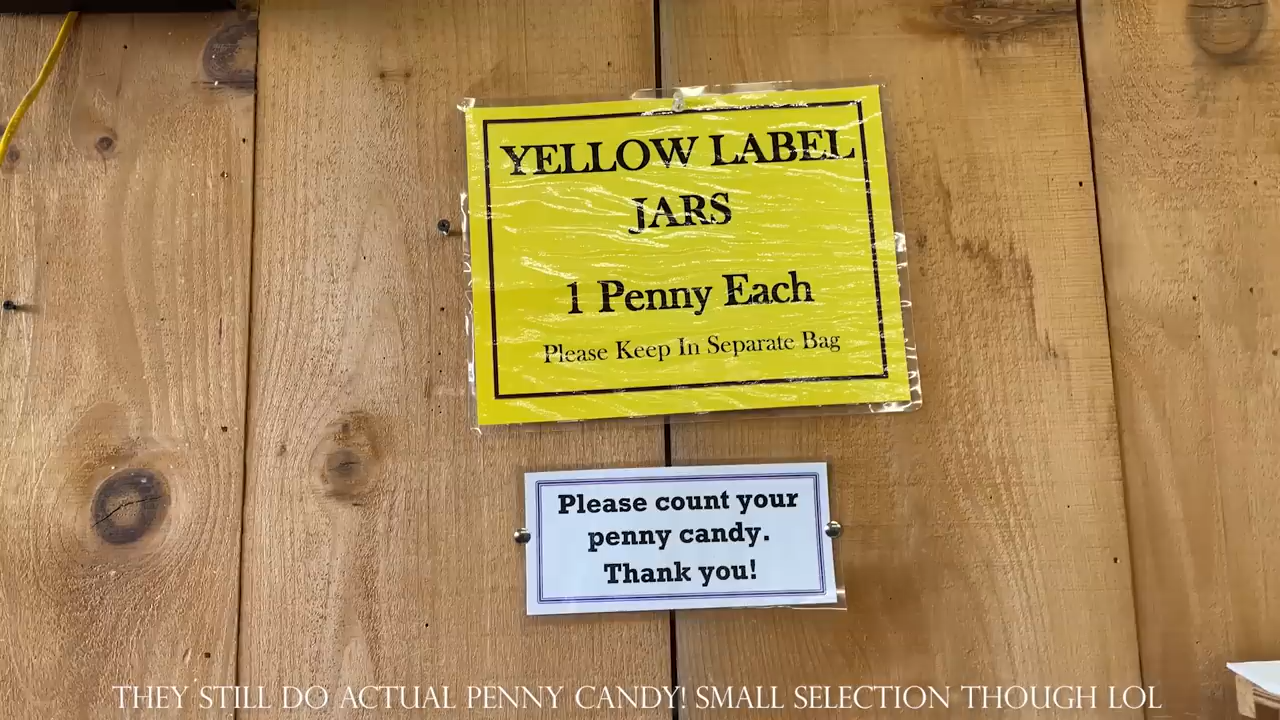 YELLOW LABEL
JARS
1 Penny Each
Please Keep In Separate Bag
Please count your
penny candy.
Thank you!
THEY STILL DO ACTUAL PENNY CANDY! SMALL SELECTION THOUGH LOL